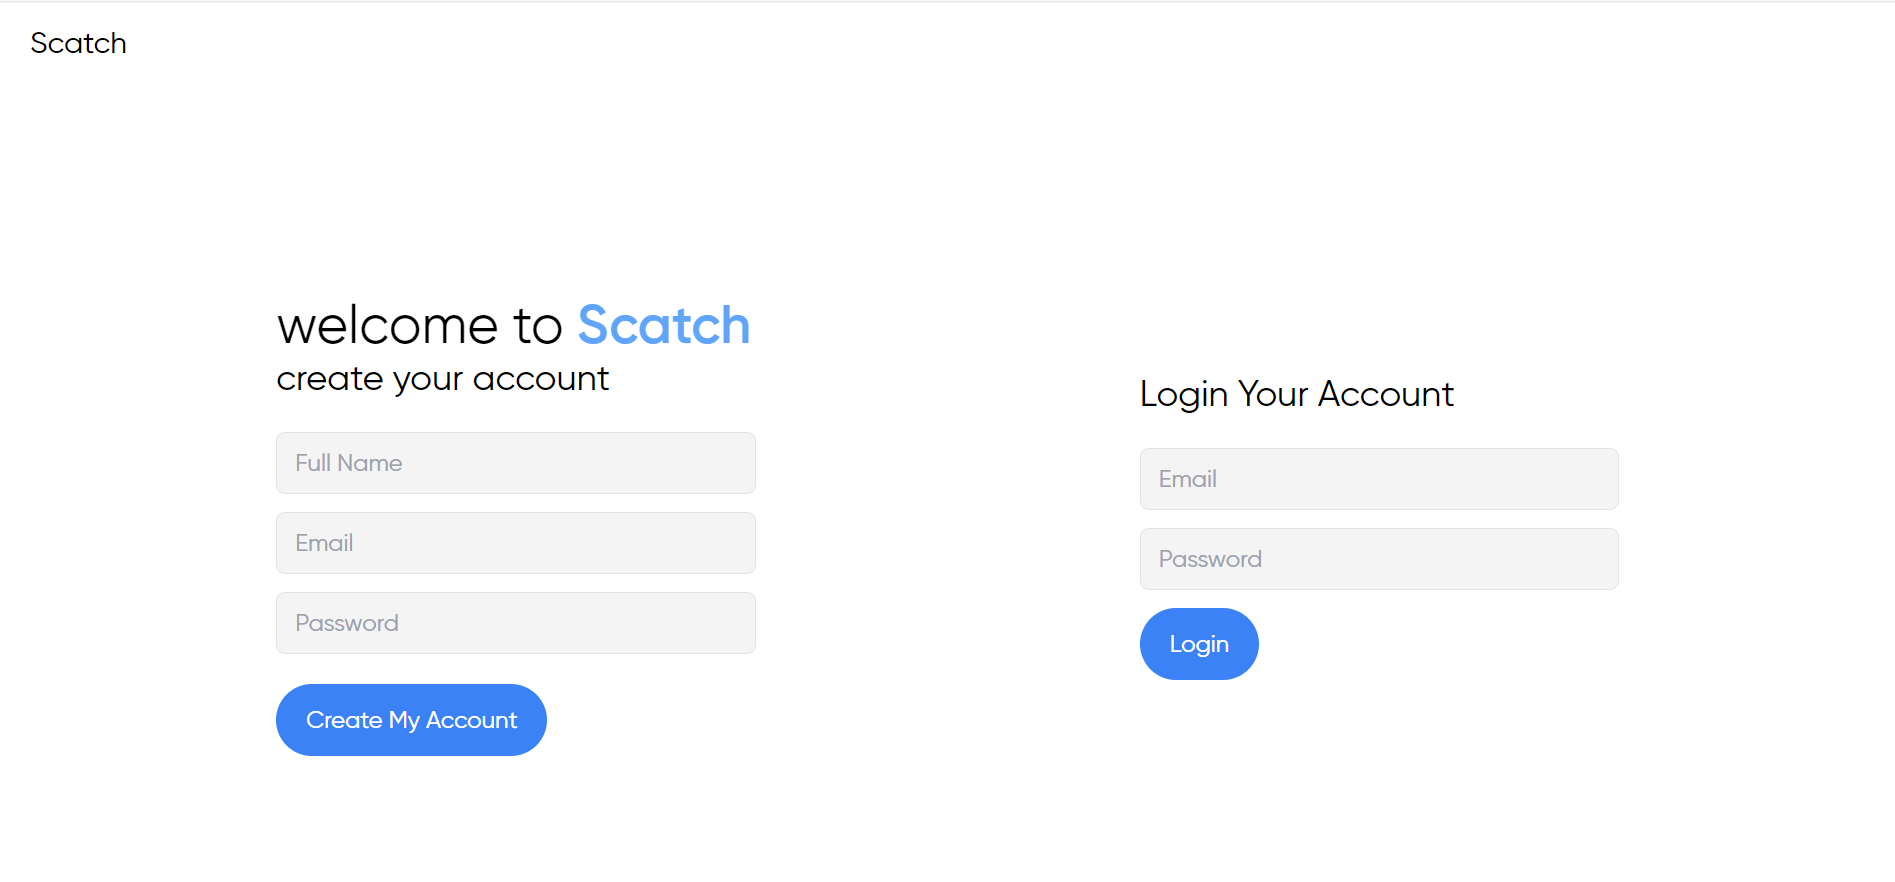 Scatch
welcome to Scatch
create your account
Full Name
Email
Password
Create My Account
Login Your Account
Email
Password
Login